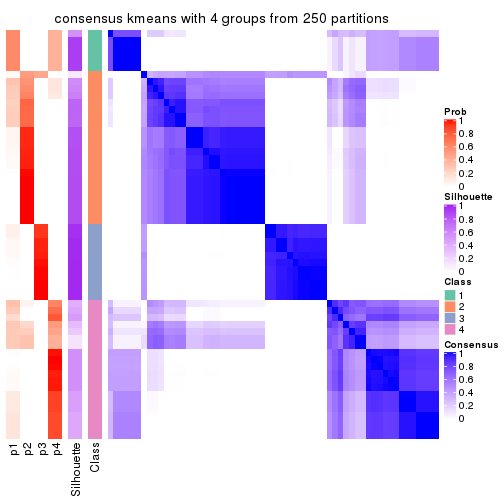 consensus kmeans with 4 groups from 250 partitions
Prob
1
0.8
0.6
0.4
0.2
0
Silhouette
1
0.8
0.6
0.4
0.2
0
Class
1
2
3
4
Consensus
1
0.8
0.6
0.4
0.2
0
p1
p2
p3
p4
Silhouette
Class